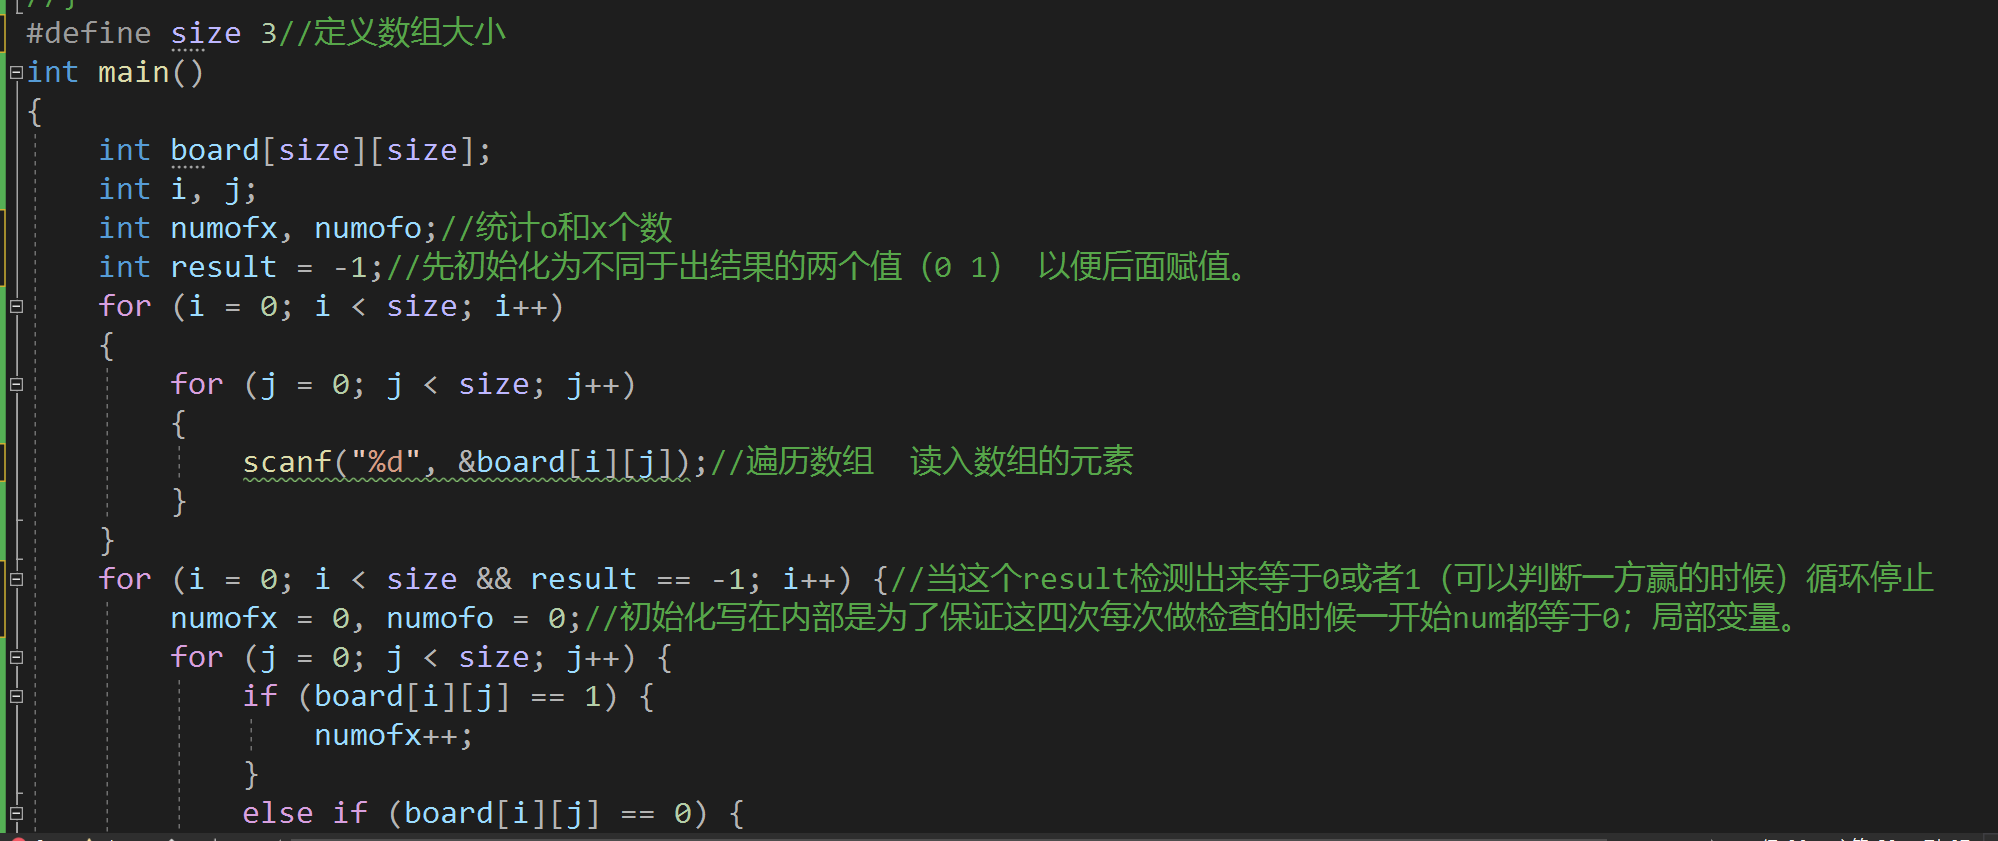 #define size 3//定义数组大小
int main()
{
    int board[size][size];
    int i, j;
    int numofx, numofo;//统计o和x个数
    int result = -1;//先初始化为不同于出结果的两个值（0 1） 以便后面赋值。
    for (i = 0; i < size; i++)
    {
        for (j = 0; j < size; j++)
        {
            scanf("%d", &board[i][j]);//遍历数组  读入数组的元素
        }
    }
    for (i = 0; i < size && result == -1; i++) {//当这个result检测出来等于0或者1（可以判断一方赢的时候）循环停止
        numofx = 0, numofo = 0;//初始化写在内部是为了保证这四次每次做检查的时候一开始num都等于0；局部变量。
        for (j = 0; j < size; j++) {
            if (board[i][j] == 1) {
                numofx++;
            }
            else if (board[i][j] == 0) {